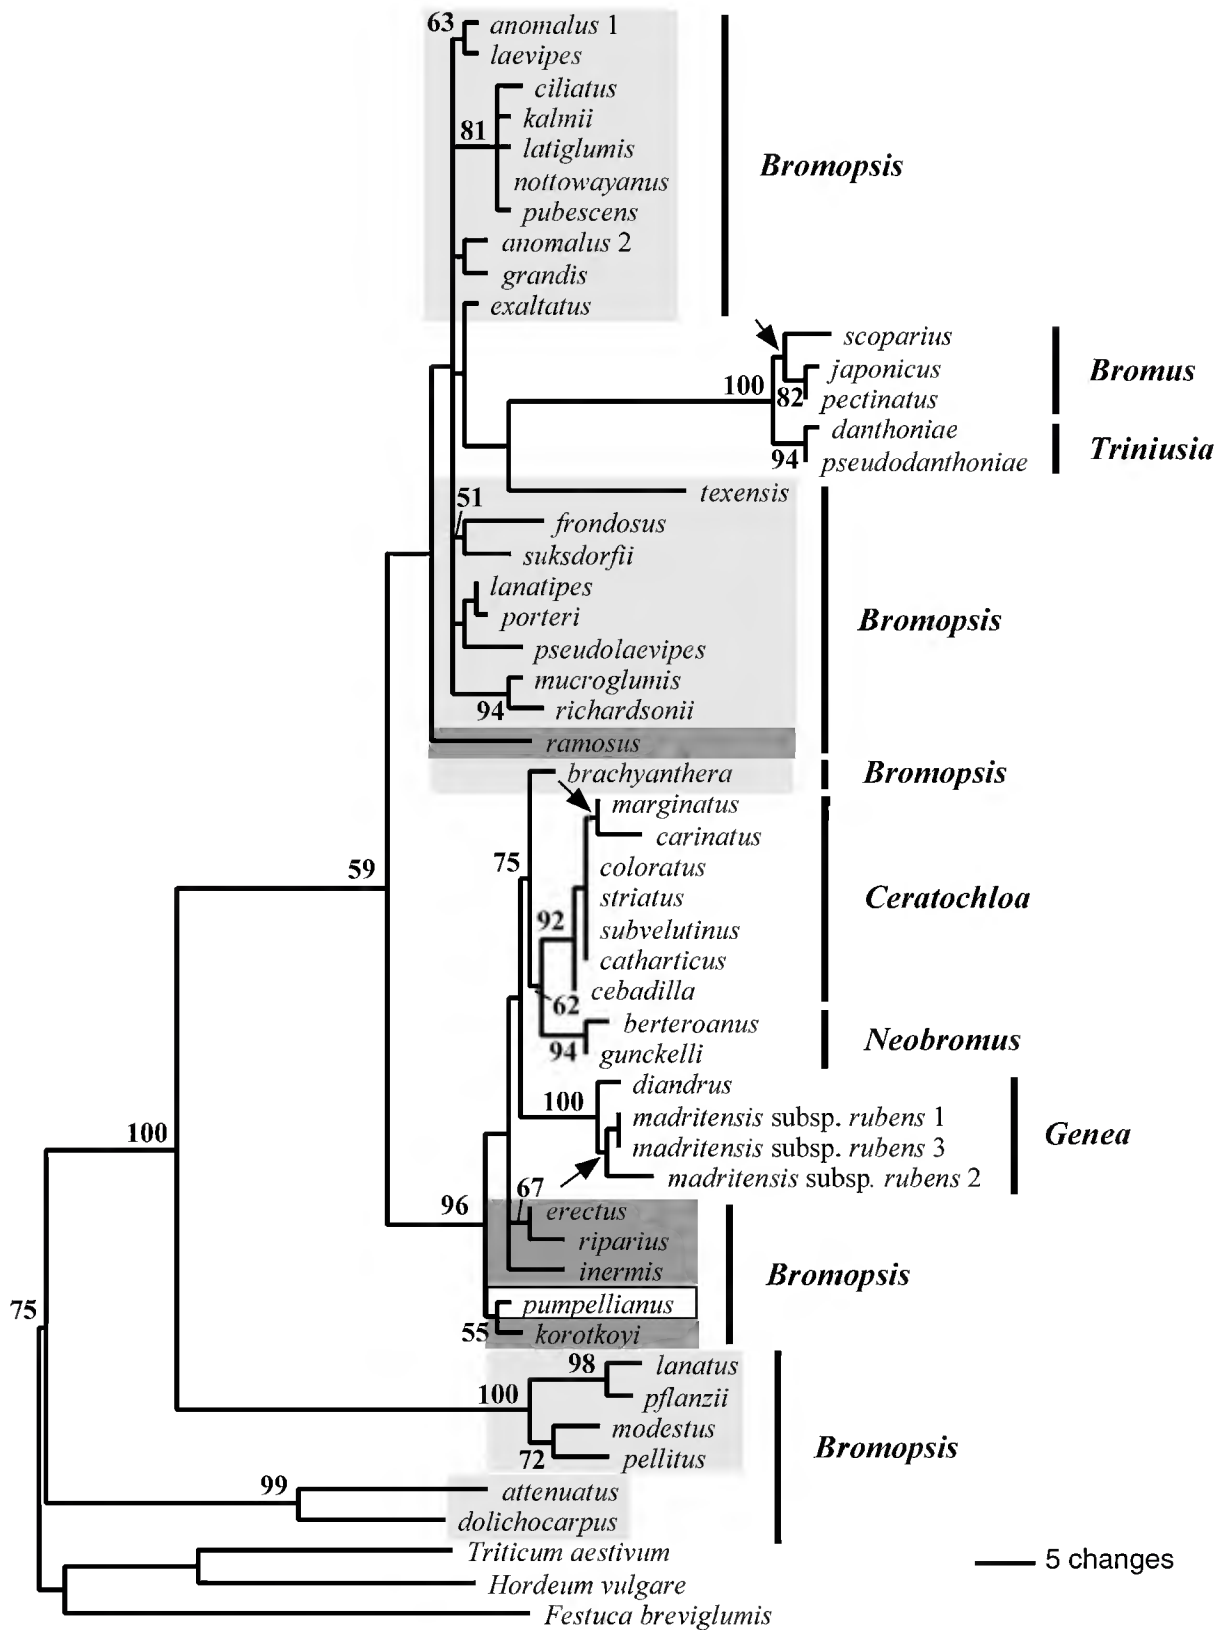 63
anomalus 1
laevipes
ciliatus
kalmii
81
latiglumis
Bromopsis
nottowayanus
pubescens
anomalus 2
grandis
exaltatus
scoparius
japonicus
Bromus
100
82
pectinatus
danthoniae
Triniusia
94
pseudodanthoniae
texensis
51
frondosus
suksdorfii
lanatipes
porteri
Bromopsis
pseudolaevipes
mucroglumis
94
richardsonii
ramosus
brachyanthera
Bromopsis
marginatus
carinatus
75
59
coloratus
striatus
Ceratochloa
92
subvelutinus
catharticus
cebadilla
62
berteroanus
Neobromus
94
gunckelli
diandrus
100
madritensis subsp. rubens 1
Genea
100
madritensis subsp. rubens 3
madritensis subsp. rubens 2
67
96
erectus
riparius
inermis
Bromopsis
pumpellianus
75
55
korotkoyi
98
lanatus
100
pflanzii
modestus
Bromopsis
72
pellitus
99
attenuatus
dolichocarpus
Triticum aestivum
5 changes
Hordeum vulgare
Festuca breviglumis